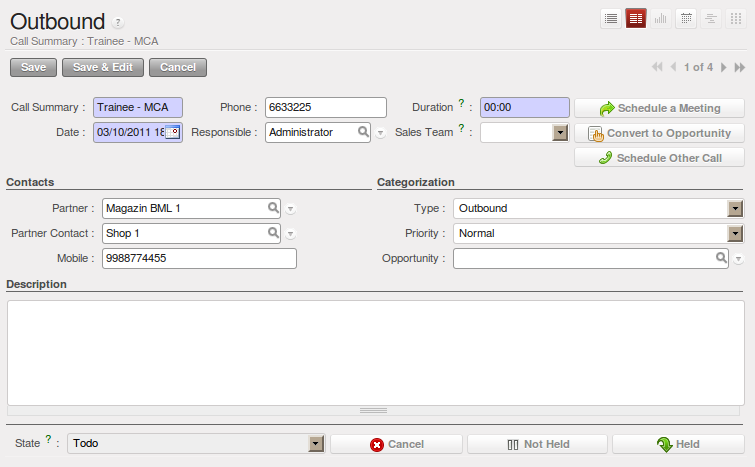 Outbound ?
Call Summary : Trainee - MCA
Save Save & Edit Cancel 1 of 4
Call Summary : Trainee - MCA Phone : 6633225 Duration ? : 00:00 Schedule a Meeting
Date : 03/10/2011 18 Responsible : Administrator Sales Team ? : Convert to Opportunity
Schedule Other Call
Contacts Categorization
Partner : Magazin BML 1 Type : Outbound
Partner Contact : Shop 1 Priority : Normal
Mobile : 9988774455 Opportunity :
Description
State ? : Todo Cancel Not Held Held